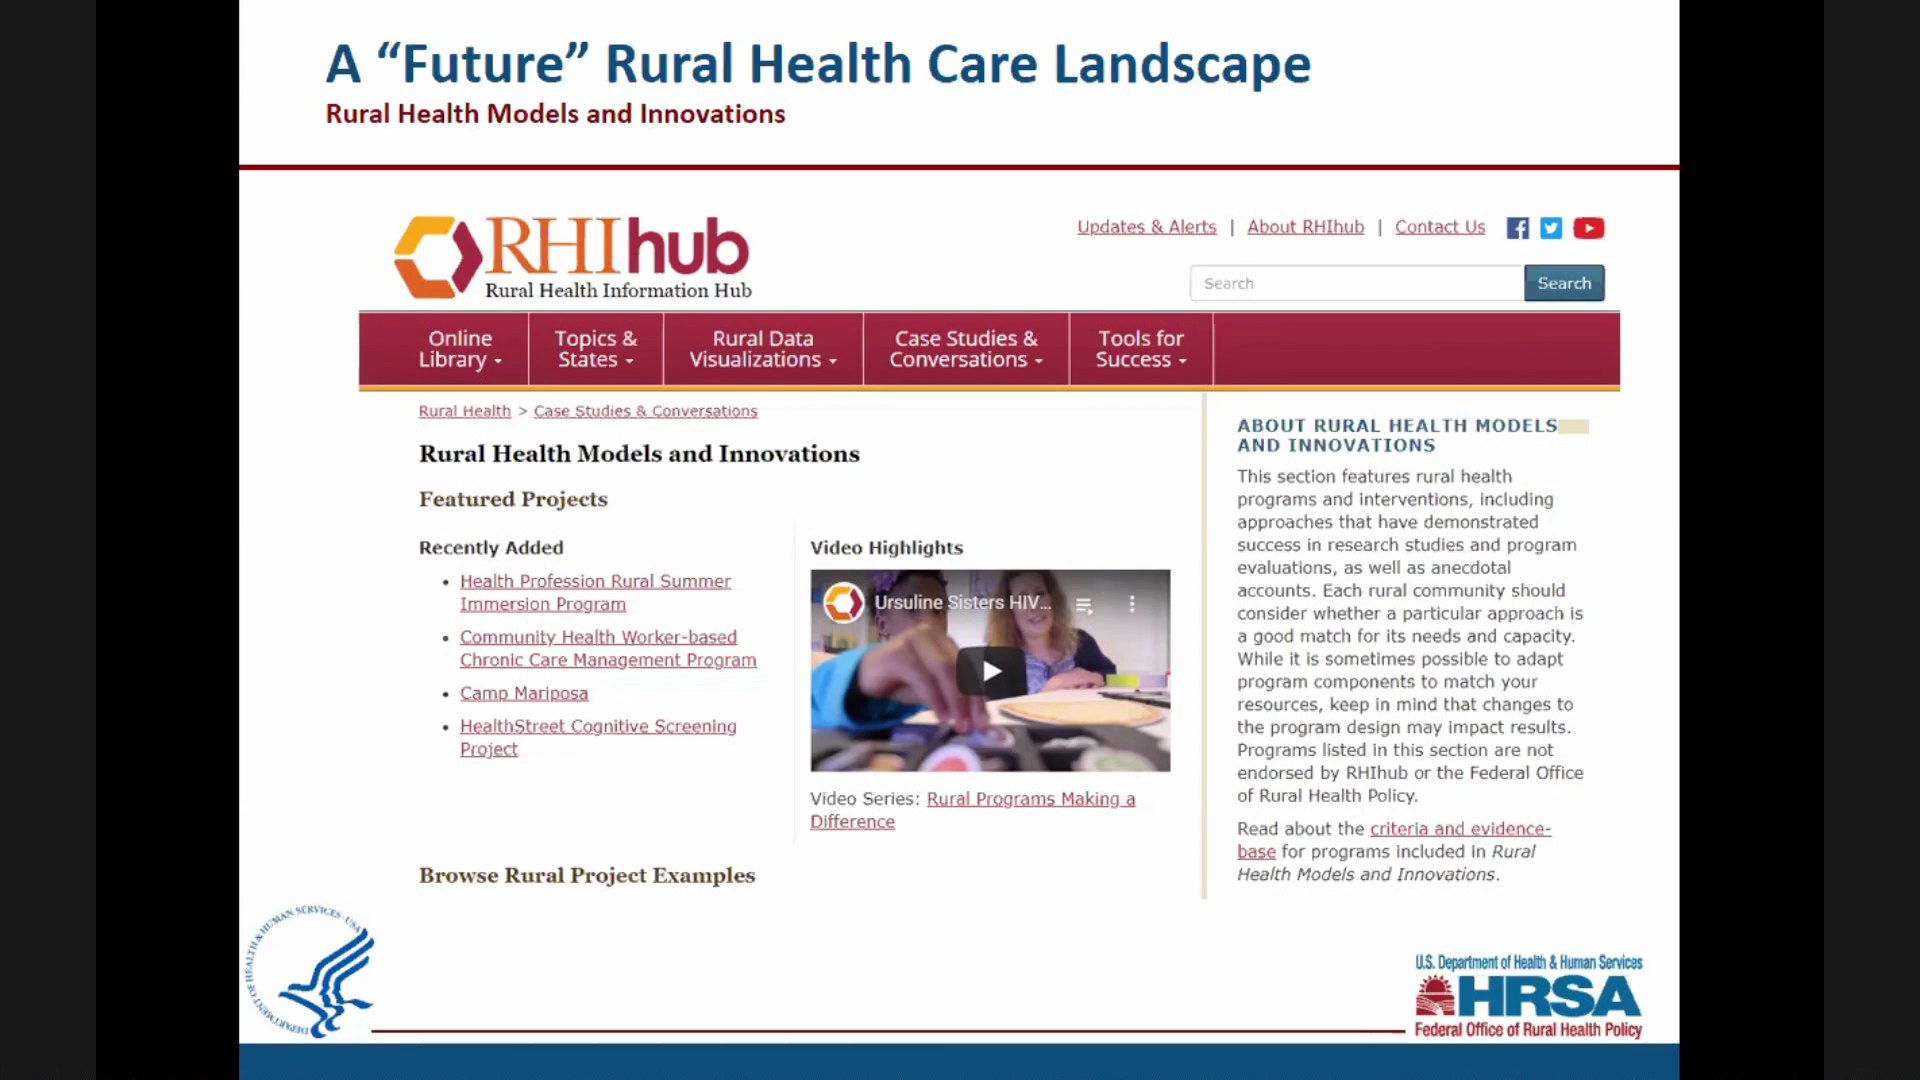 A “Future” Rural Health Care Landscape
Rural Health Models and Innovations
RHIhub
Rural Health Information Hub
Updates & Alerts | About RHIhub | Contact Us
Search Search
Online Library
Topics & States
Rural Data Visualizations
Case Studies & Conversations
Tools for Success
Rural Health > Case Studies & Conversations
Rural Health Models and Innovations
Featured Projects
Recently Added
• Health Profession Rural Summer
Immersion Program
• Community Health Worker-based
Chronic Care Management Program
• Camp Mariposa
• HealthStreet Cognitive Screening
Project
Video Highlights
Ursuline Sisters HIV...
Video Series: Rural Programs Making a
Difference
Browse Rural Project Examples
ABOUT RURAL HEALTH MODELS
AND INNOVATIONS
This section features rural health
programs and interventions, including
approaches that have demonstrated
success in research studies and program
evaluations, as well as anecdotal
accounts. Each rural community should
consider whether a particular approach is
a good match for its needs and capacity.
While it is sometimes possible to adapt
program components to match your
resources, keep in mind that changes to
the program design may impact results.
Programs listed in this section are not
endorsed by RHIhub or the Federal Office
of Rural Health Policy.
Read about the criteria and evidence-
base for programs included in Rural
Health Models and Innovations.
DEPARTMENT OF HEALTH & HUMAN SERVICES · USA
U.S. Department of Health & Human Services
HRSA
Federal Office of Rural Health Policy